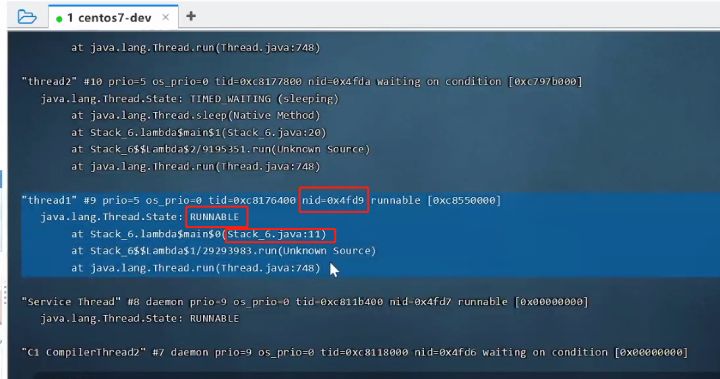 1 centos7-dev × +
at java.lang.Thread.run(Thread.java:748)
"thread2" #10 prio=5 os_prio=0 tid=0xc8177800 nid=0x4fda waiting on condition [0xc797b000]
java.lang.Thread.State: TIMED_WAITING (sleeping)
at java.lang.Thread.sleep(Native Method)
at Stack_6.lambda$main$1(Stack_6.java:20)
at Stack_6$$Lambda$2/9195351.run(Unknown Source)
at java.lang.Thread.run(Thread.java:748)
"thread1" #9 prio=5 os_prio=0 tid=0xc8176400 nid=0x4fd9 runnable [0xc8550000]
java.lang.Thread.State: RUNNABLE
at Stack_6.lambda$main$0(Stack_6.java:11)
at Stack_6$$Lambda$1/29293983.run(Unknown Source)
at java.lang.Thread.run(Thread.java:748)
"Service Thread" #8 daemon prio=9 os_prio=0 tid=0xc811b400 nid=0x4fd7 runnable [0x00000000]
java.lang.Thread.State: RUNNABLE
"C1 CompilerThread2" #7 daemon prio=9 os_prio=0 tid=0xc8118000 nid=0x4fd6 waiting on condition [0x00000000]